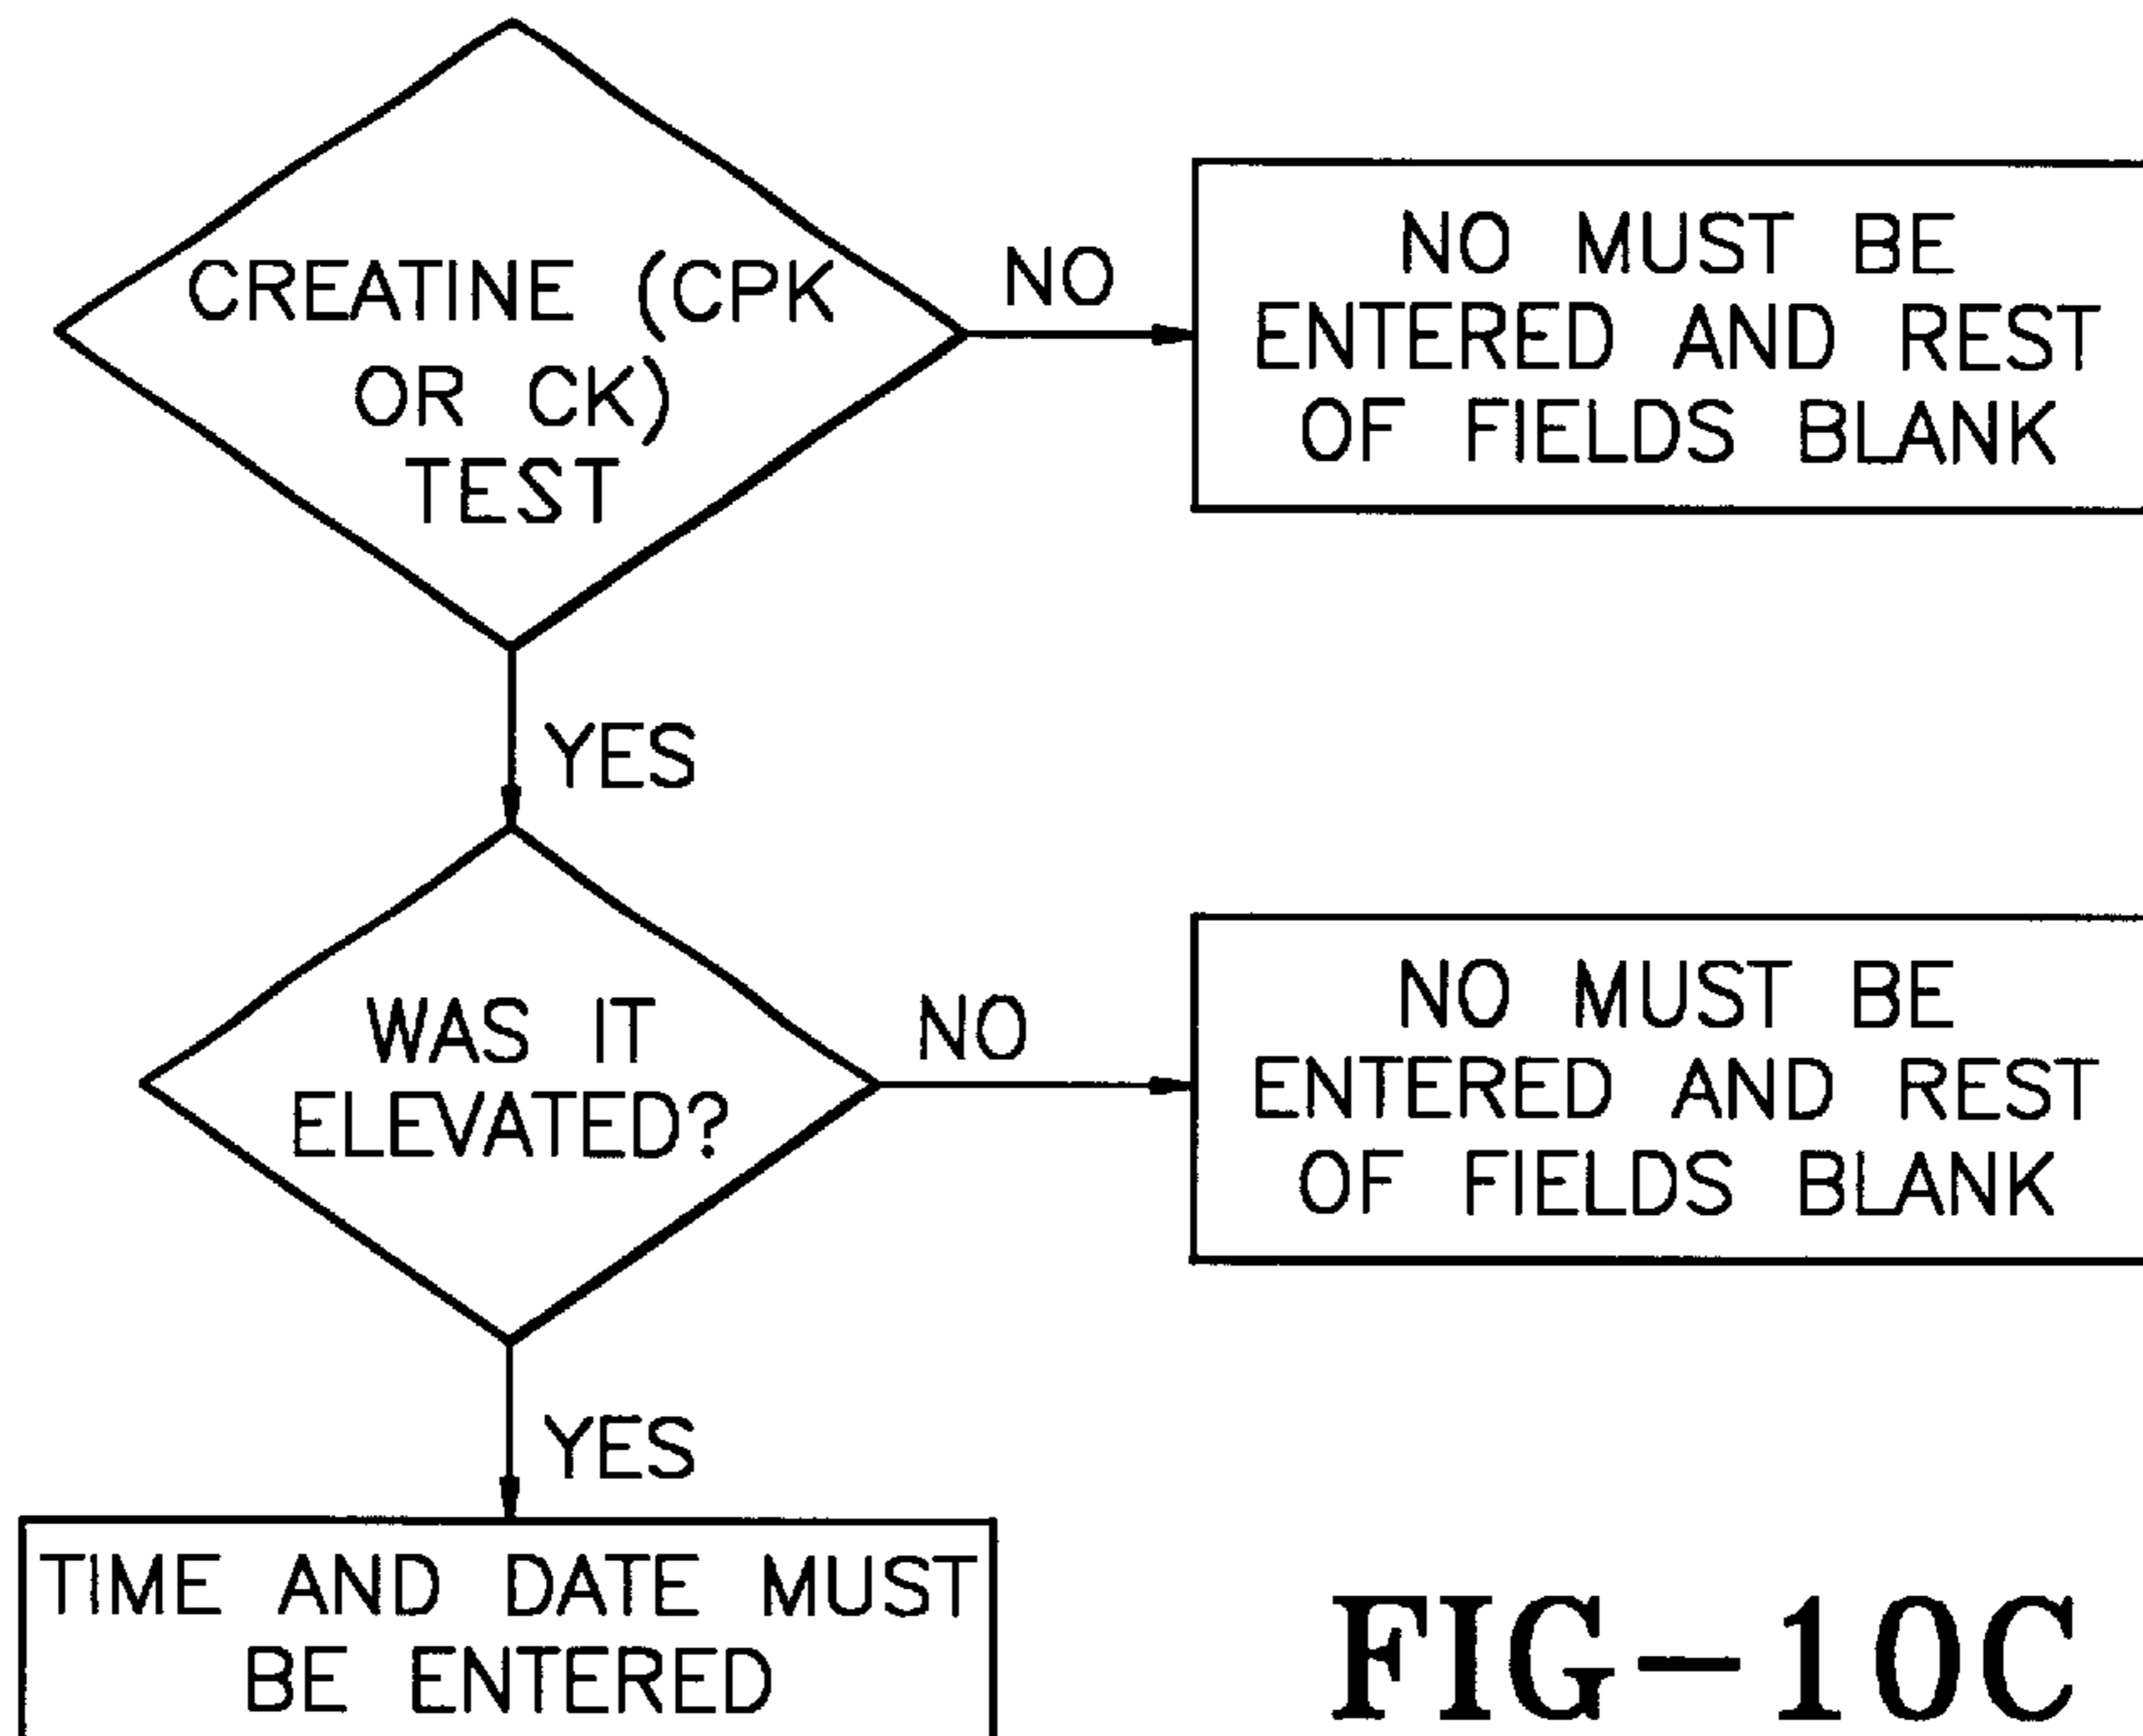 CREATINE (CPK
OR CK)
TEST
NO
NO MUST BE
ENTERED AND REST
OF FIELDS BLANK
YES
WAS IT
ELEVATED?
NO
NO MUST BE
ENTERED AND REST
OF FIELDS BLANK
YES
TIME AND DATE MUST
BE ENTERED
FIG-10C